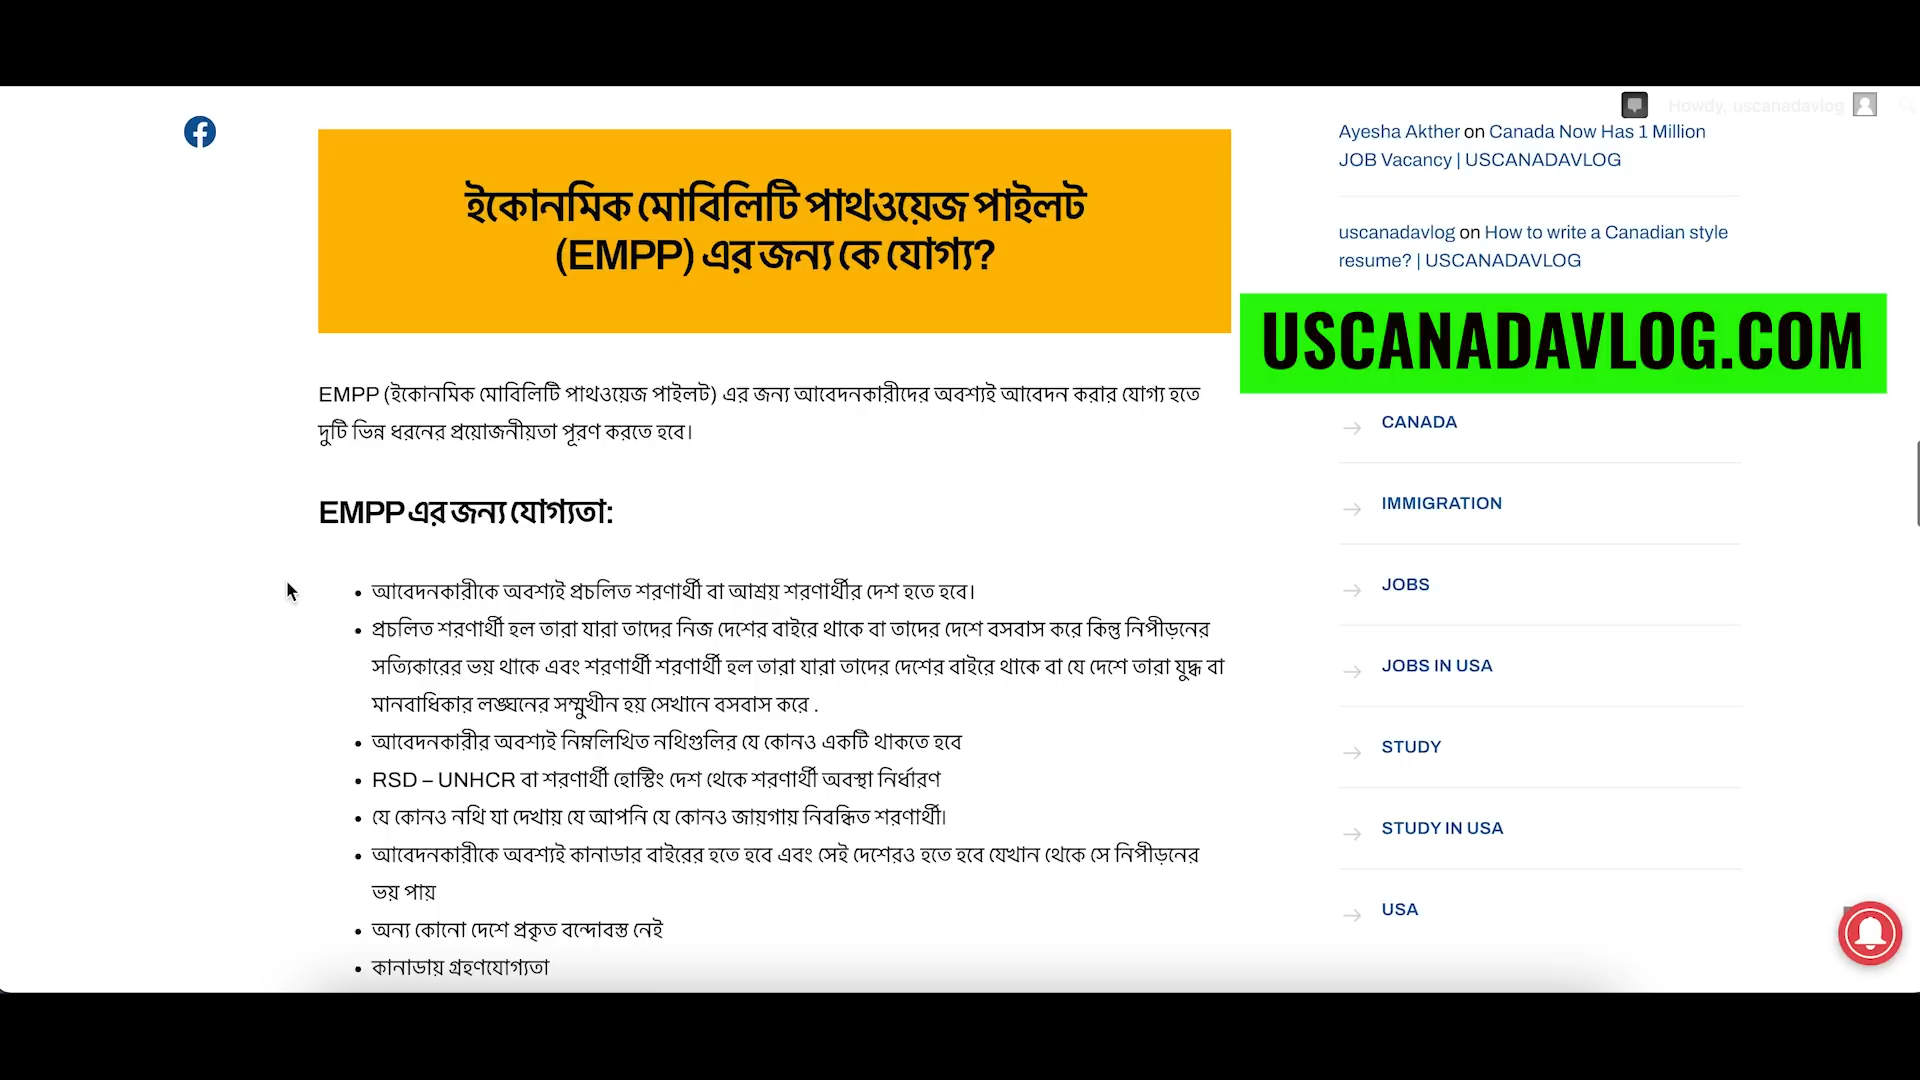 Howdy, uscanadavlog
ইকোনমিক মোবিলিটি পাথওয়েজ পাইলট
(EMPP) এর জন্য কে যোগ্য?
EMPP (ইকোনমিক মোবিলিটি পাথওয়েজ পাইলট) এর জন্য আবেদনকারীদের অবশ্যই আবেদন করার যোগ্য হতে
দুটি ভিন্ন ধরনের প্রয়োজনীয়তা পূরণ করতে হবে।
EMPP এর জন্য যোগ্যতা:
আবেদনকারীকে অবশ্যই প্রচলিত শরণার্থী বা আশ্রয় শরণার্থীর দেশ হতে হবে।
প্রচলিত শরণার্থী হল তারা যারা তাদের নিজ দেশের বাইরে থাকে বা তাদের দেশে বসবাস করে কিন্তু নিপীড়নের
সত্যিকারের ভয় থাকে এবং শরণার্থী শরণার্থী হল তারা যারা তাদের দেশের বাইরে থাকে বা যে দেশে তারা যুদ্ধ বা
মানবাধিকার লঙ্ঘনের সম্মুখীন হয় সেখানে বসবাস করে .
আবেদনকারীর অবশ্যই নিম্নলিখিত নথিগুলির যে কোনও একটি থাকতে হবে
RSD – UNHCR বা শরণার্থী হোস্টিং দেশ থেকে শরণার্থী অবস্থা নির্ধারণ
যে কোনও নথি যা দেখায় যে আপনি যে কোনও জায়গায় নিবন্ধিত শরণার্থী।
আবেদনকারীকে অবশ্যই কানাডার বাইরের হতে হবে এবং সেই দেশেরও হতে হবে যেখান থেকে সে নিপীড়নের
ভয় পায়
অন্য কোনো দেশে প্রকৃত বন্দোবস্ত নেই
কানাডায় গ্রহণযোগ্যতা
Ayesha Akther on Canada Now Has 1 Million
JOB Vacancy | USCANADAVLOG
uscanadavlog on How to write a Canadian style
resume? | USCANADAVLOG
USCANADAVLOG.COM
CANADA
IMMIGRATION
JOBS
JOBS IN USA
STUDY
STUDY IN USA
USA